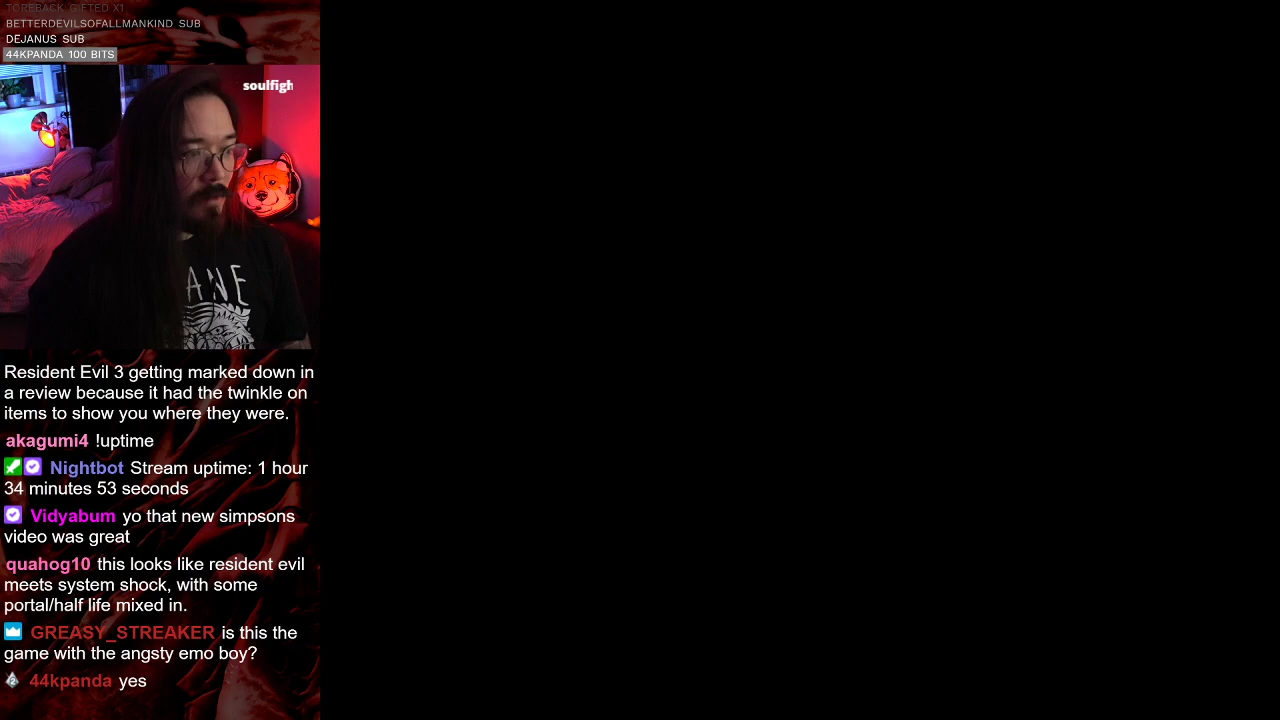 TOREBACK GIFTED X1
BETTERDEVILSOFALLMANKIND SUB
DEJANUS SUB
44KPANDA 100 BITS
soulfigh
ANE
Resident Evil 3 getting marked down in
a review because it had the twinkle on
items to show you where they were.
akagumi4 !uptime
Nightbot Stream uptime: 1 hour
34 minutes 53 seconds
Vidyabum yo that new simpsons
video was great
quahog10 this looks like resident evil
meets system shock, with some
portal/half life mixed in.
GREASY_STREAKER is this the
game with the angsty emo boy?
44kpanda yes